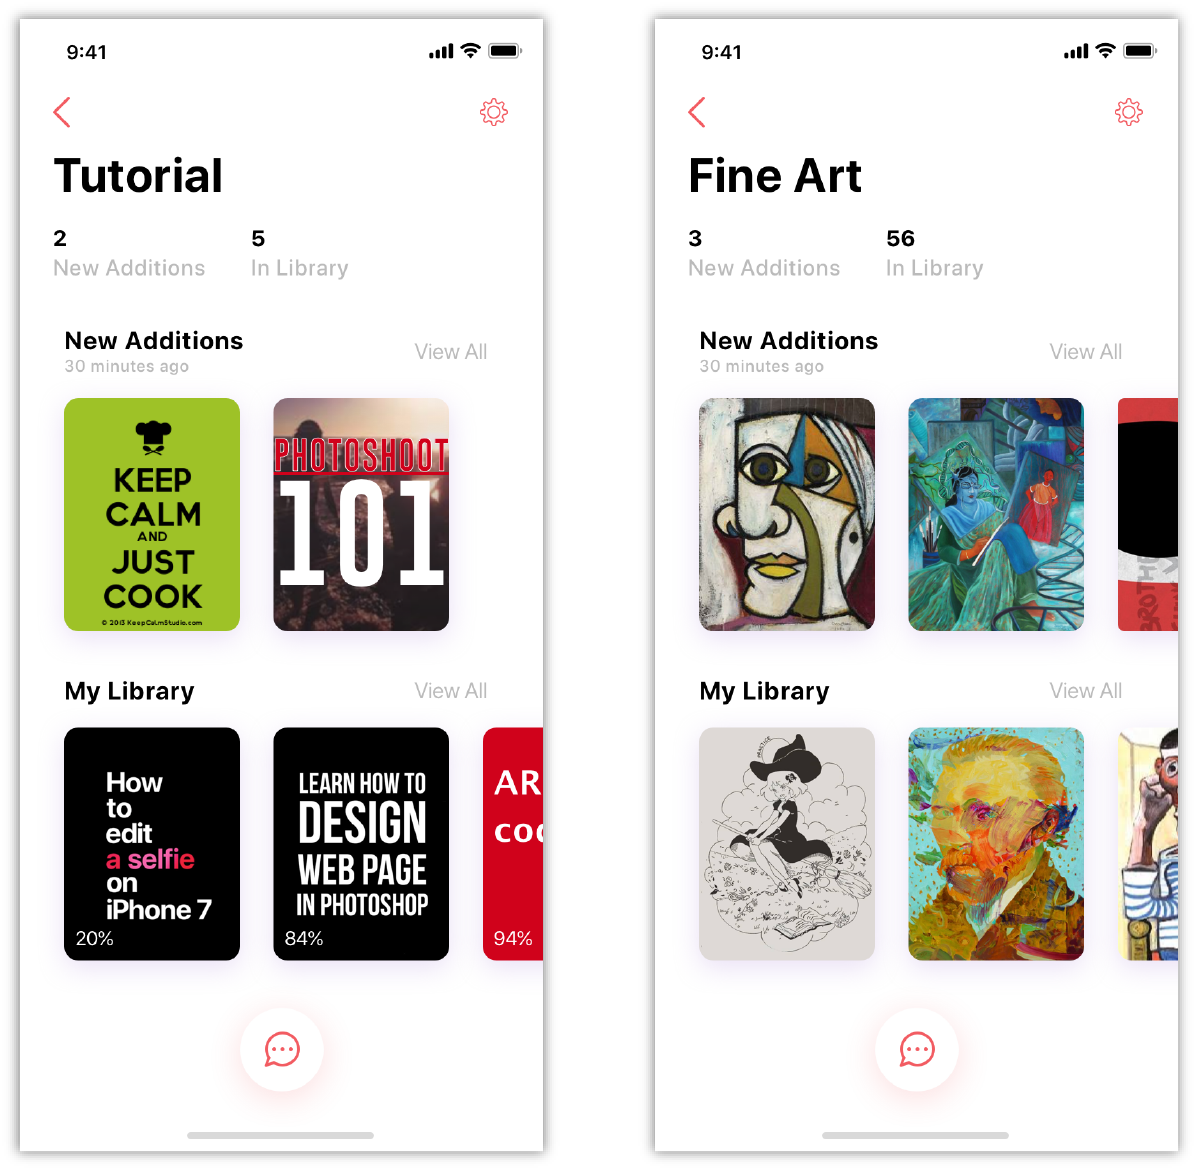 9:41
Tutorial
2
New Additions
5
In Library
New Additions
30 minutes ago
View All
KEEP
CALM
AND
JUST
COOK
© 2013 KeepCalmStudio.com
PHOTOSHOOT
101
My Library
View All
How
to
edit
a selfie
on
iPhone 7
20%
LEARN HOW TO
DESIGN
WEB PAGE
IN PHOTOSHOP
84%
AR
94%
9:41
Fine Art
3
New Additions
56
In Library
New Additions
30 minutes ago
View All
My Library
View All